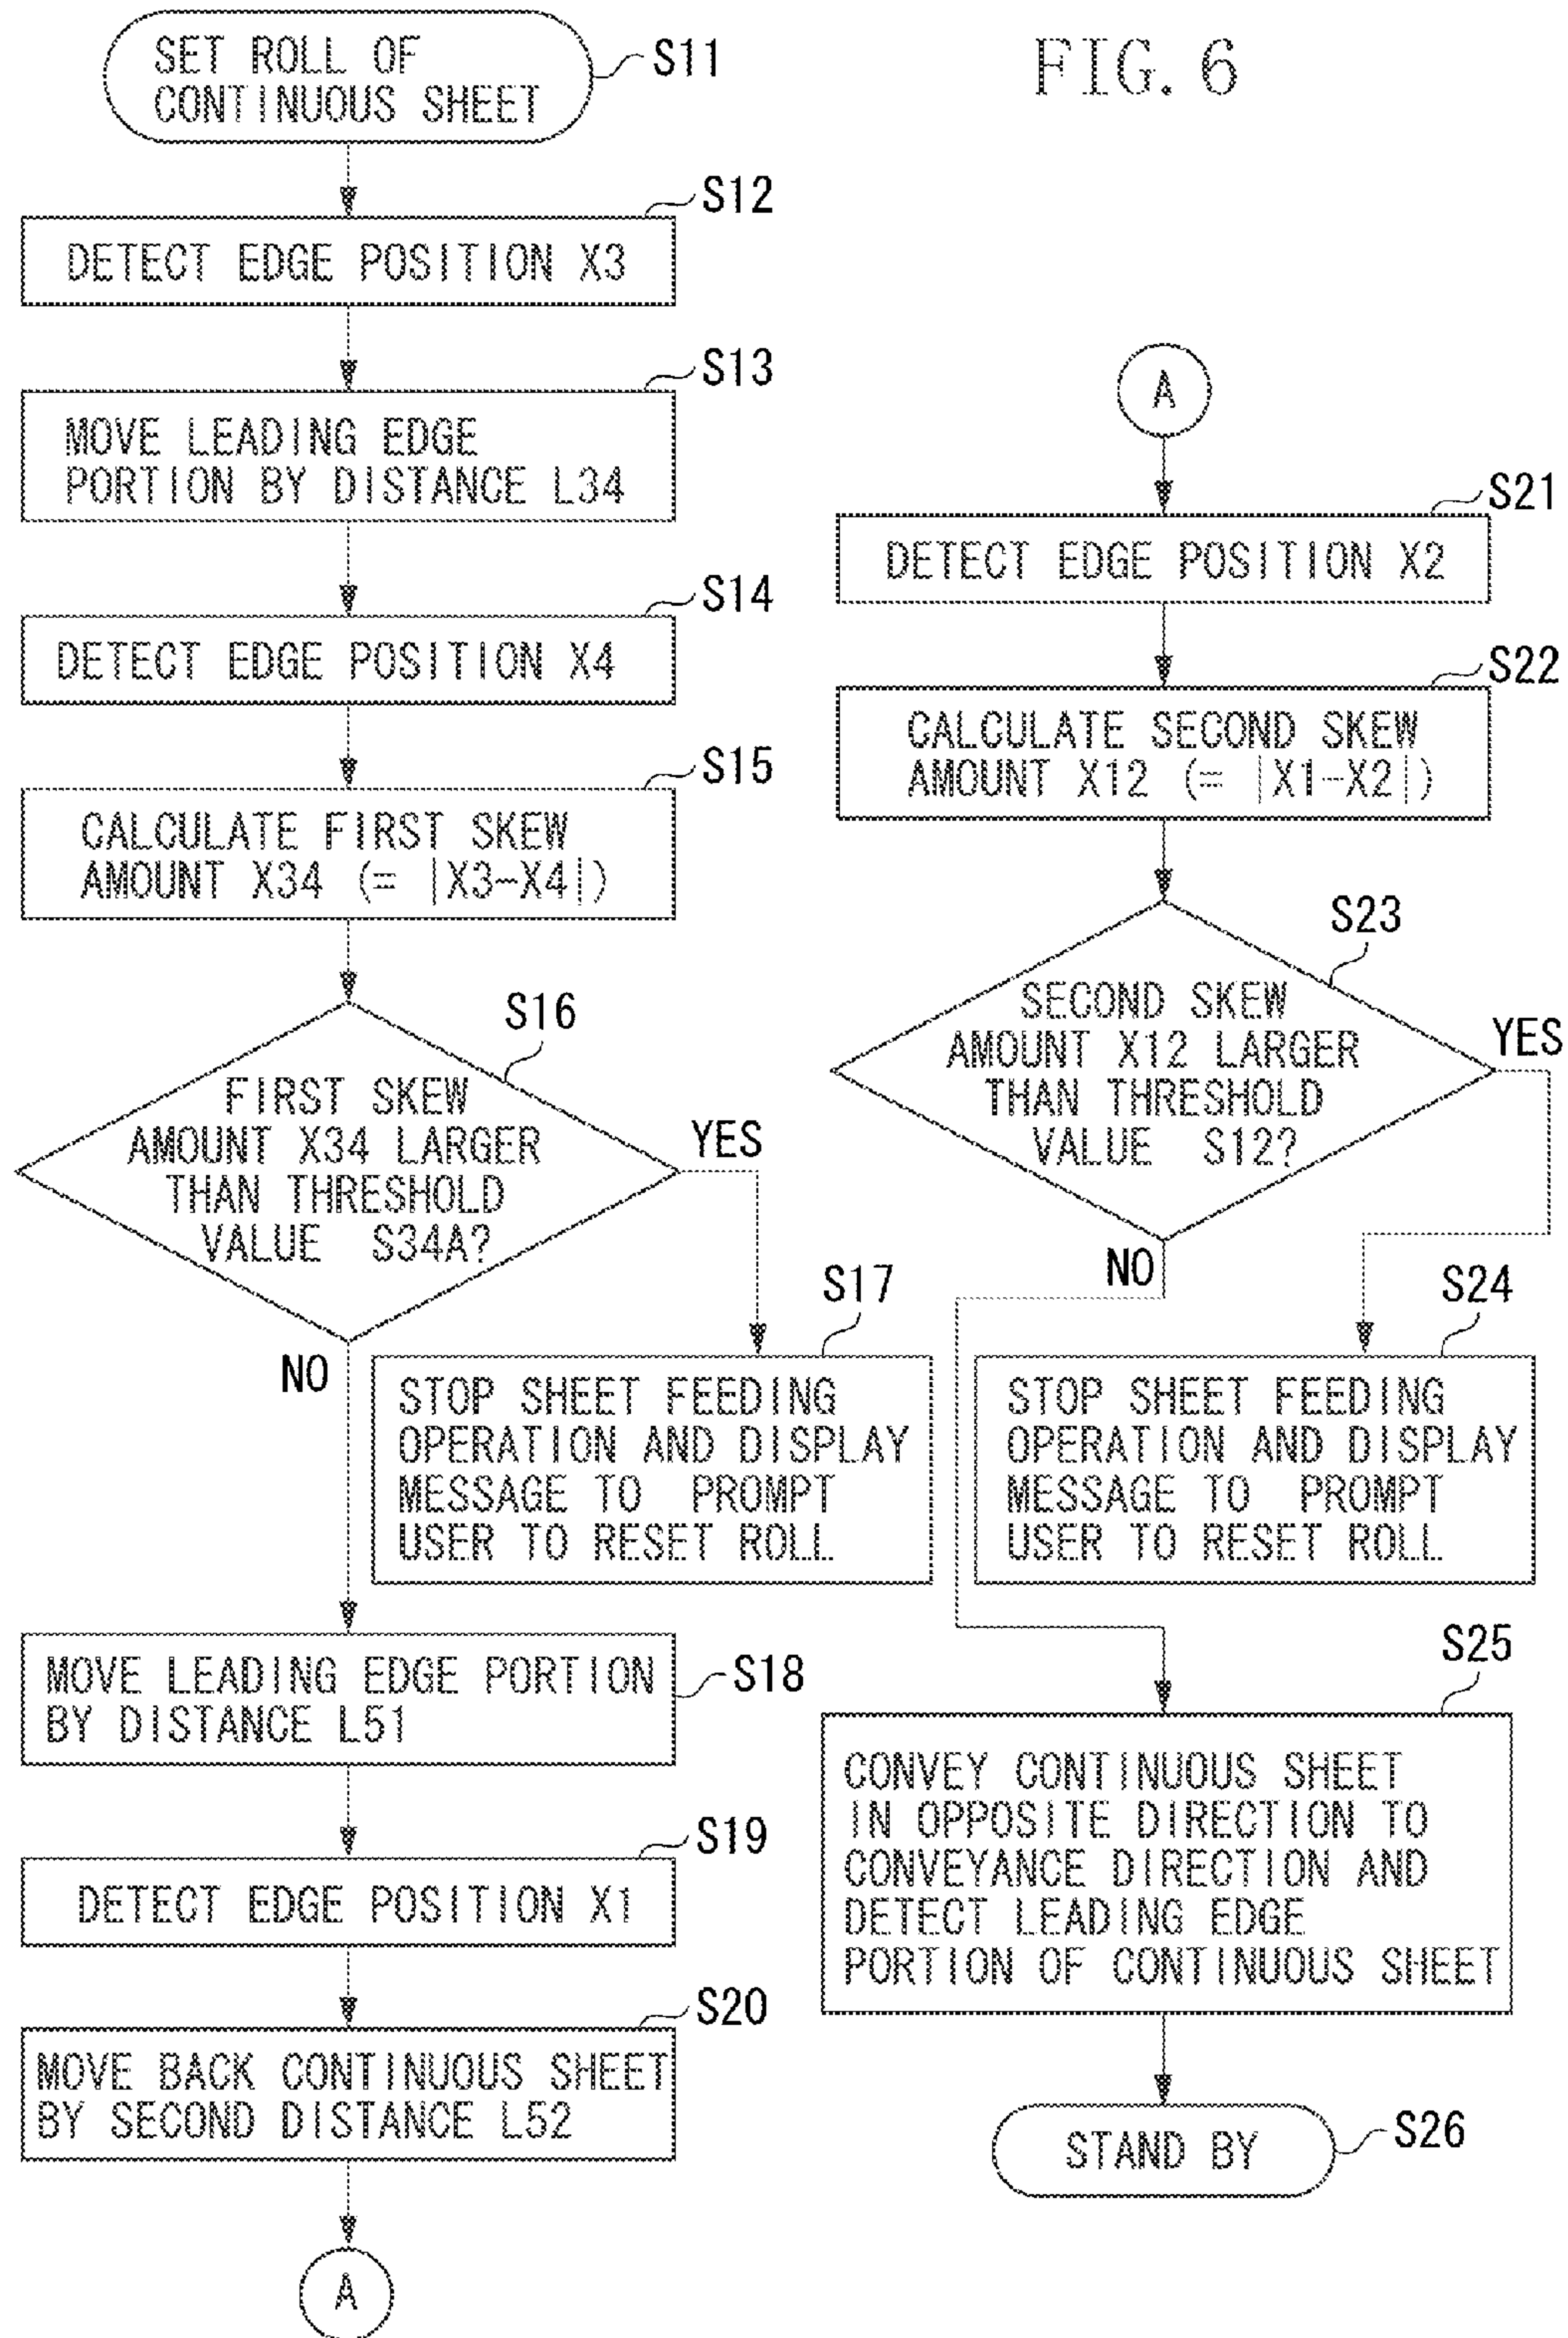 FIG. 6
SET ROLL OF
CONTINUOUS SHEET
S11
S12
DETECT EDGE POSITION X3
S13
MOVE LEADING EDGE
PORTION BY DISTANCE L34
S14
DETECT EDGE POSITION X4
S15
CALCULATE FIRST SKEW
AMOUNT X34 (= |X3-X4|)
S16
FIRST SKEW
AMOUNT X34 LARGER
THAN THRESHOLD
VALUE S34A?
YES
NO
S17
STOP SHEET FEEDING
OPERATION AND DISPLAY
MESSAGE TO PROMPT
USER TO RESET ROLL
MOVE LEADING EDGE PORTION
BY DISTANCE L51
S18
S19
DETECT EDGE POSITION X1
S20
MOVE BACK CONTINUOUS SHEET
BY SECOND DISTANCE L52
A
A
S21
DETECT EDGE POSITION X2
S22
CALCULATE SECOND SKEW
AMOUNT X12 (= |X1-X2|)
S23
SECOND SKEW
AMOUNT X12 LARGER
THAN THRESHOLD
VALUE S12?
YES
NO
S24
STOP SHEET FEEDING
OPERATION AND DISPLAY
MESSAGE TO PROMPT
USER TO RESET ROLL
S25
CONVEY CONTINUOUS SHEET
IN OPPOSITE DIRECTION TO
CONVEYANCE DIRECTION AND
DETECT LEADING EDGE
PORTION OF CONTINUOUS SHEET
STAND BY
S26